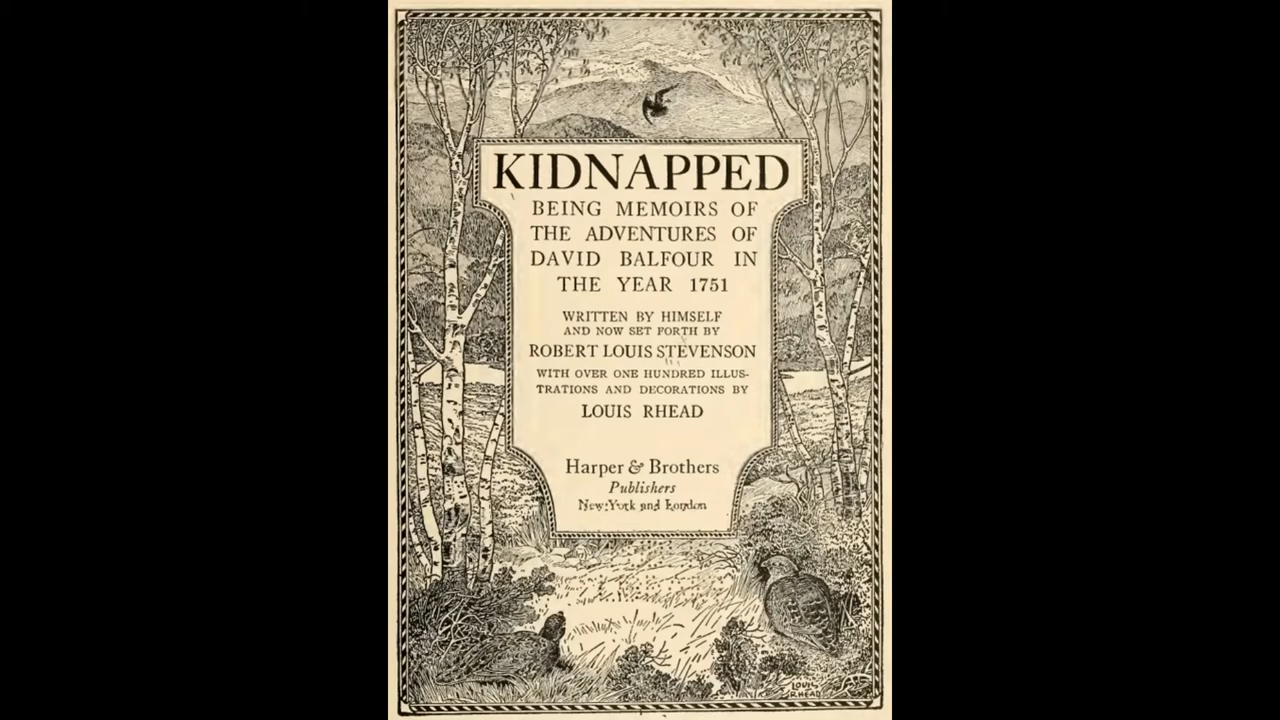 KIDNAPPED
BEING MEMOIRS OF
THE ADVENTURES OF
DAVID BALFOUR IN
THE YEAR 1751
WRITTEN BY HIMSELF
AND NOW SET FORTH BY
ROBERT LOUIS STEVENSON
WITH OVER ONE HUNDRED ILLUS-
TRATIONS AND DECORATIONS BY
LOUIS RHEAD
Harper & Brothers
Publishers
New York and London
LOUIS
RHEAD